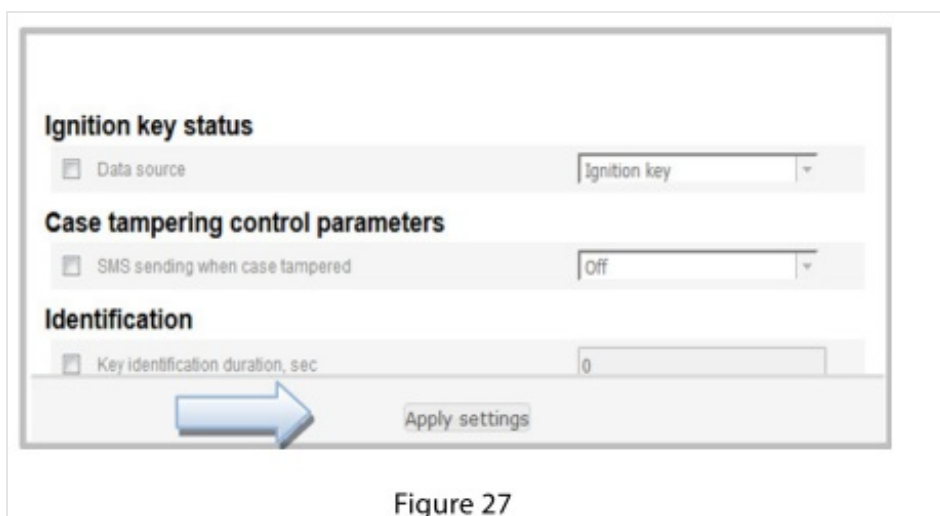 Ignition key status
Data source Ignition key
Case tampering control parameters
SMS sending when case tampered Off
Identification
Key identification duration, sec 0
Apply settings
Figure 27